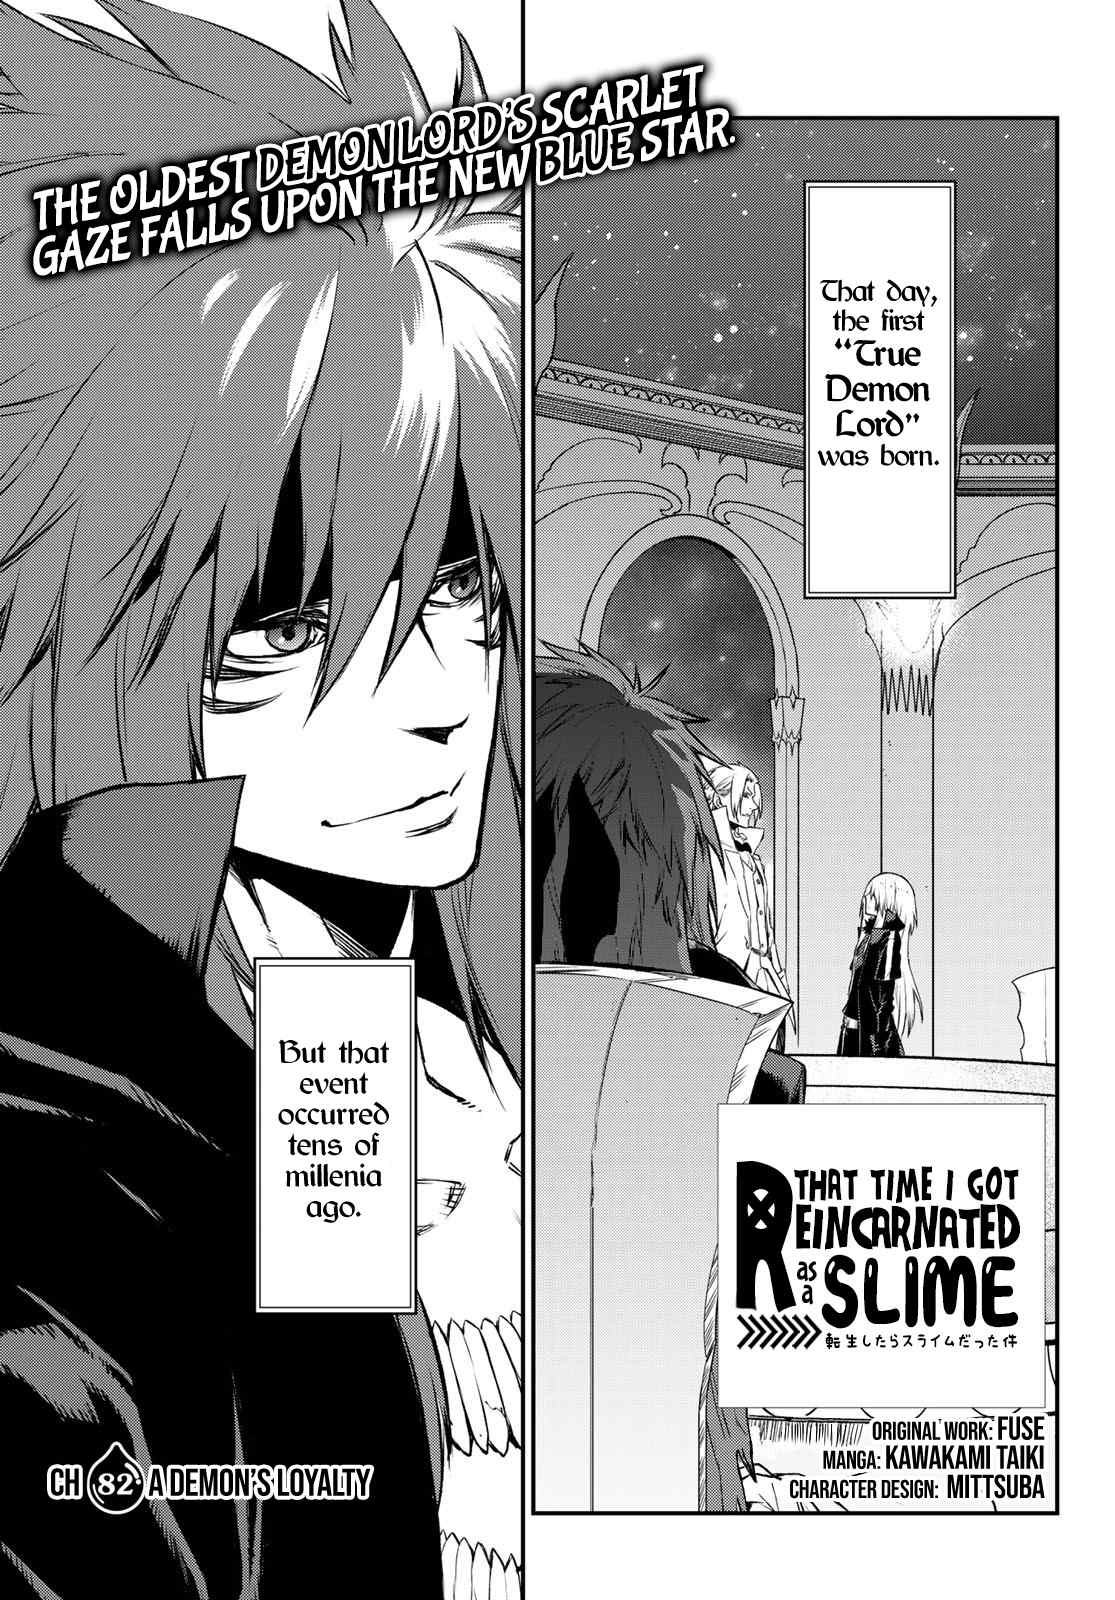 THE OLDEST DEMON LORD'S SCARLET
GAZE FALLS UPON THE NEW BLUE STAR.
That day,
the first
"True
Demon
Lord"
was born.
But that
event
occurred
tens of
millenia
ago.
THAT TIME I GOT
REINCARNATED
as
a
SLIME
転生したらスライムだった件
ORIGINAL WORK: FUSE
MANGA: KAWAKAMI TAIKI
CHARACTER DESIGN: MITTSUBA
CH 82 A DEMON'S LOYALTY